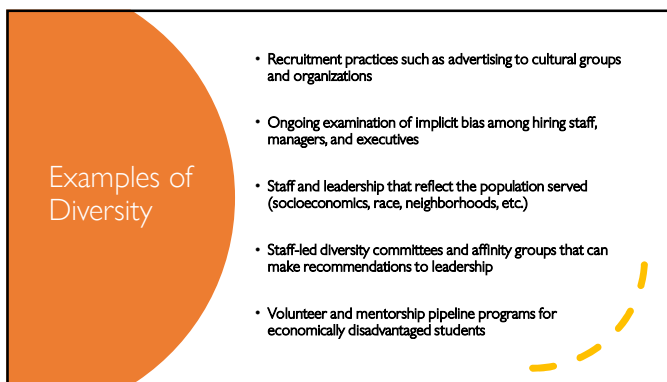 Examples of
Diversity
• Recruitment practices such as advertising to cultural groups
and organizations
• Ongoing examination of implicit bias among hiring staff,
managers, and executives
• Staff and leadership that reflect the population served
(socioeconomics, race, neighborhoods, etc.)
• Staff-led diversity committees and affinity groups that can
make recommendations to leadership
• Volunteer and mentorship pipeline programs for
economically disadvantaged students